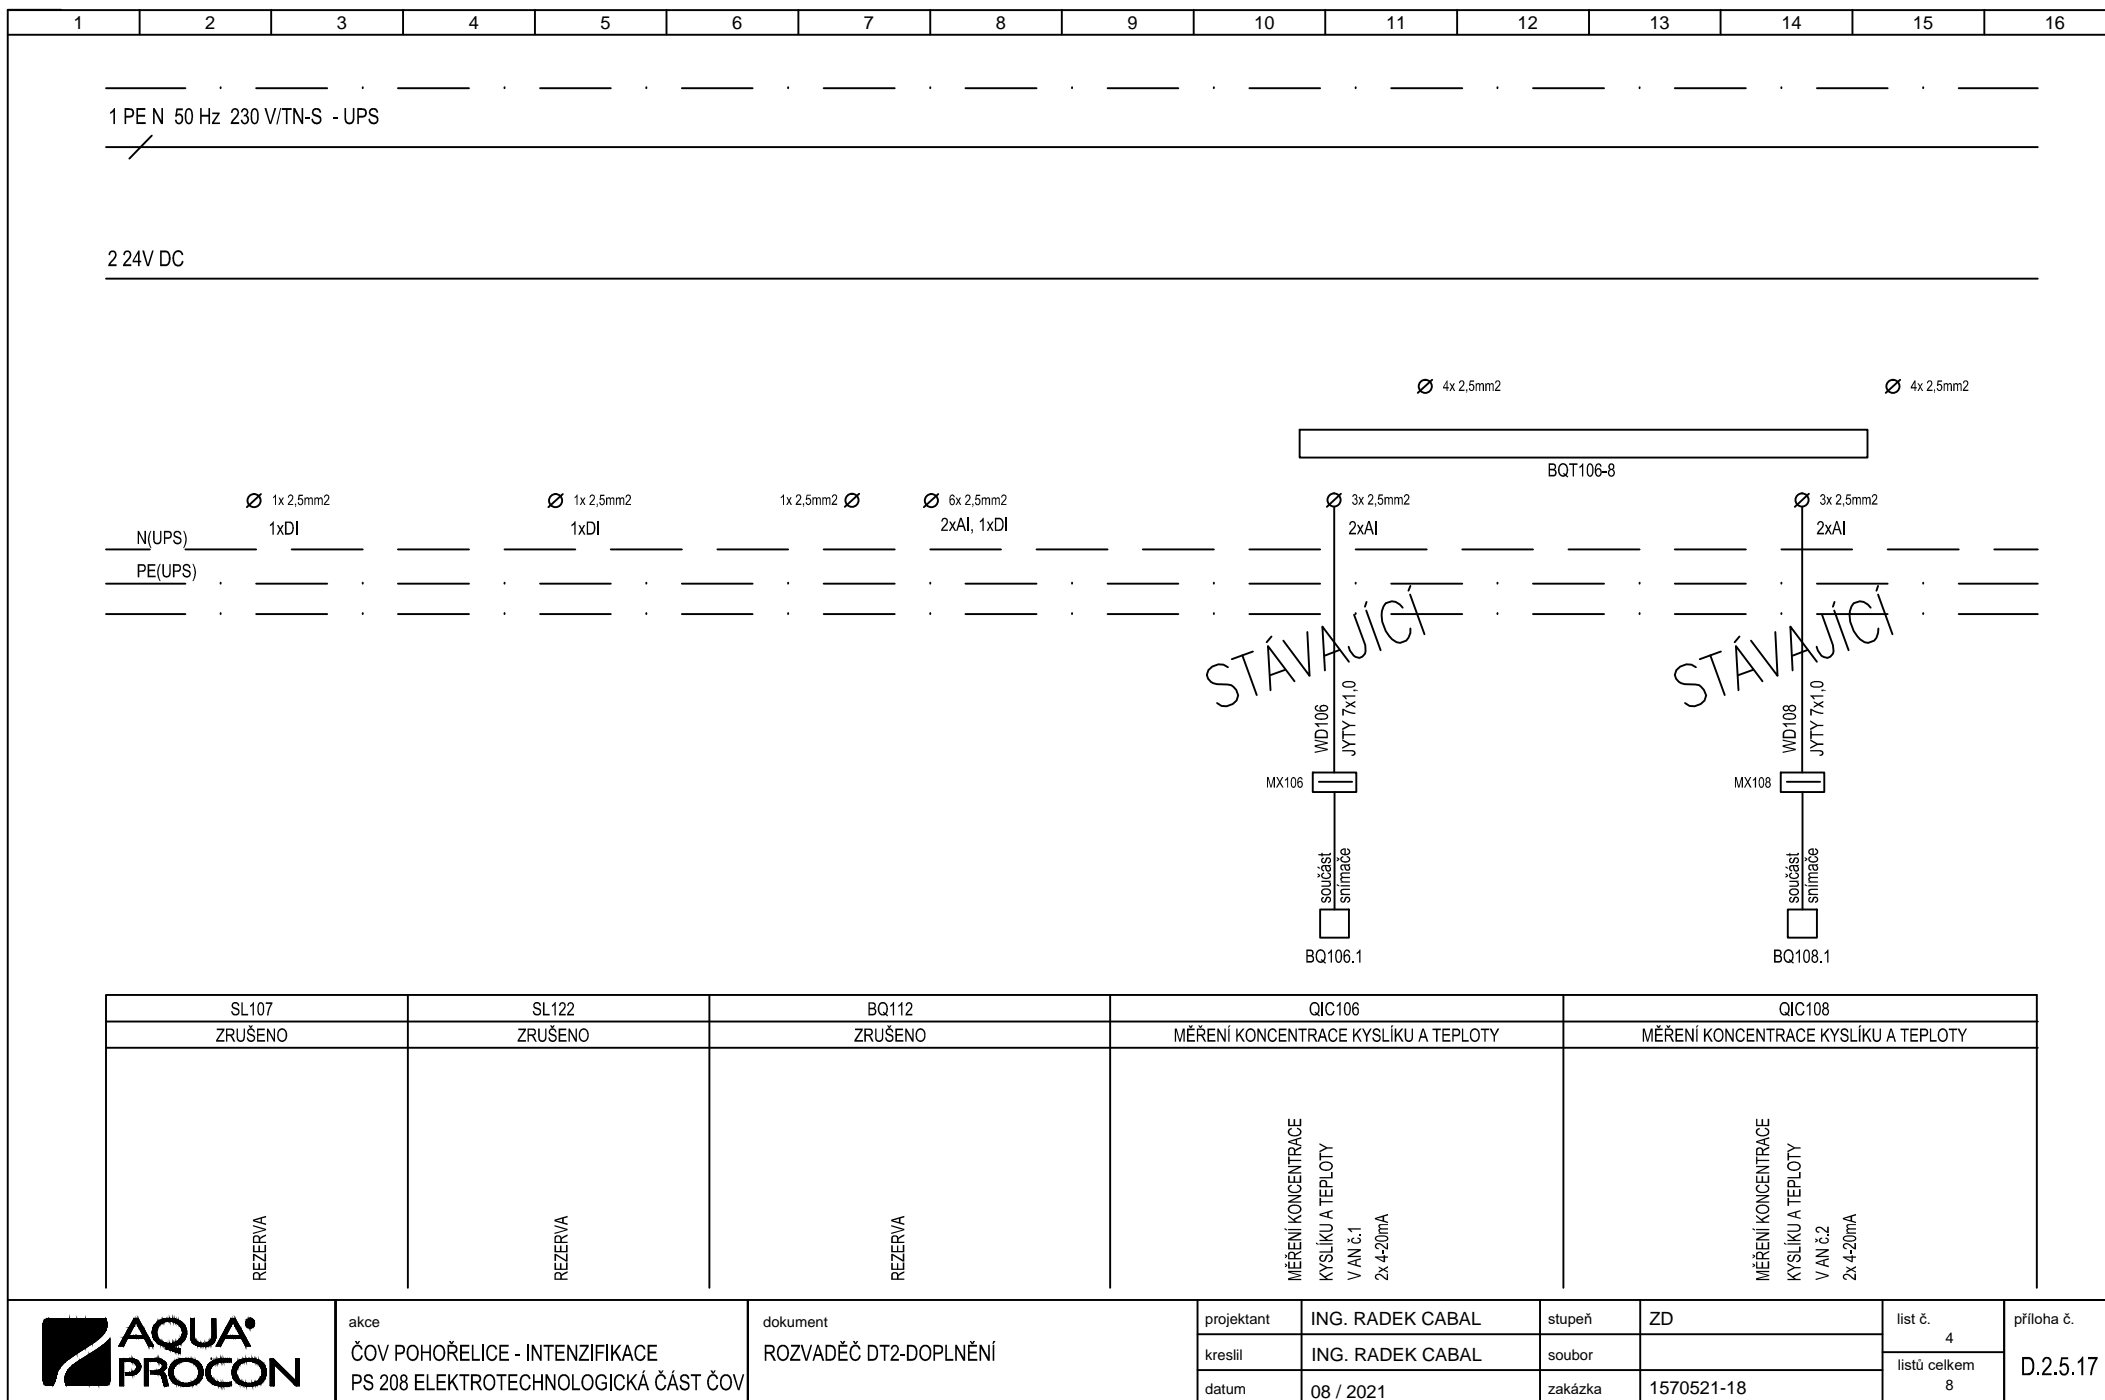 1 2 3 4 5 6 7 8 9 10 11 12 13 14 15 16
1 PE N 50 Hz 230 V/TN-S - UPS
2 24V DC
4x 2,5mm2
4x 2,5mm2
BQT106-8
1x 2,5mm2
1xDI
1x 2,5mm2
1xDI
1x 2,5mm2
6x 2,5mm2
2xAI, 1xDI
3x 2,5mm2
2xAI
3x 2,5mm2
2xAI
N(UPS)
PE(UPS)
STÁVAJÍCÍ
STÁVAJÍCÍ
WD106
JYTY 7x1,0
WD108
JYTY 7x1,0
MX106
MX108
součást
snímače
součást
snímače
BQ106.1
BQ108.1
SL107
SL122
BQ112
QIC106
QIC108
ZRUŠENO
ZRUŠENO
ZRUŠENO
MĚŘENÍ KONCENTRACE KYSLÍKU A TEPLOTY
MĚŘENÍ KONCENTRACE KYSLÍKU A TEPLOTY
REZERVA
REZERVA
REZERVA
MĚŘENÍ KONCENTRACE
KYSLÍKU A TEPLOTY
V AN č.1
2x 4-20mA
MĚŘENÍ KONCENTRACE
KYSLÍKU A TEPLOTY
V AN č.2
2x 4-20mA
AQUA
PROCON
akce
ČOV POHOŘELICE - INTENZIFIKACE
PS 208 ELEKTROTECHNOLOGICKÁ ČÁST ČOV
dokument
ROZVADĚČ DT2-DOPLNĚNÍ
projektant
ING. RADEK CABAL
stupeň
ZD
kreslil
ING. RADEK CABAL
soubor
datum
08 / 2021
zakázka
1570521-18
list č.
4
listů celkem
8
příloha č.
D.2.5.17